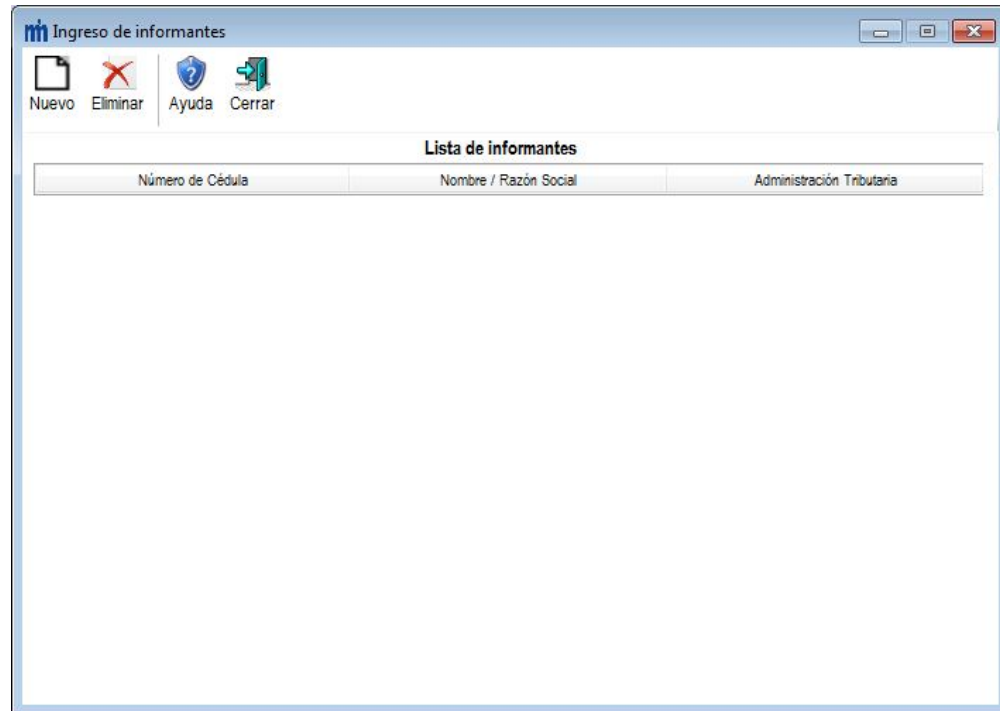 Ingreso de informantes
Nuevo Eliminar Ayuda Cerrar
Lista de informantes
Número de Cédula Nombre / Razón Social Administración Tributaria